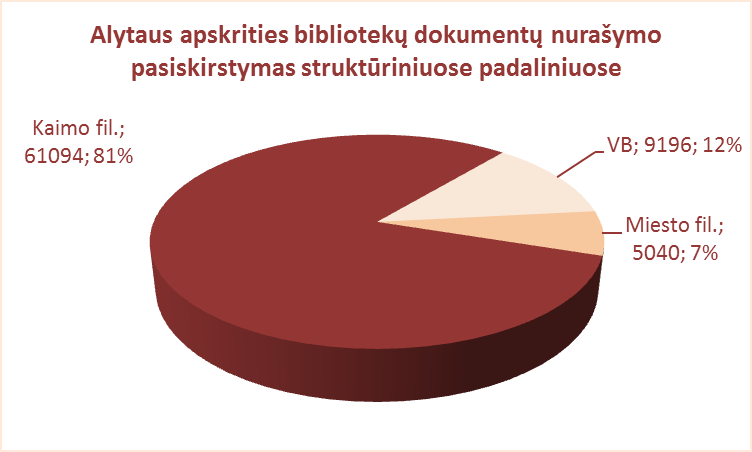 Alytaus apskrities bibliotekų dokumentų nurašymo
pasiskirstymas struktūriniuose padaliniuose
Kaimo fil.;
61094; 81%
VB; 9196; 12%
Miesto fil.;
5040; 7%